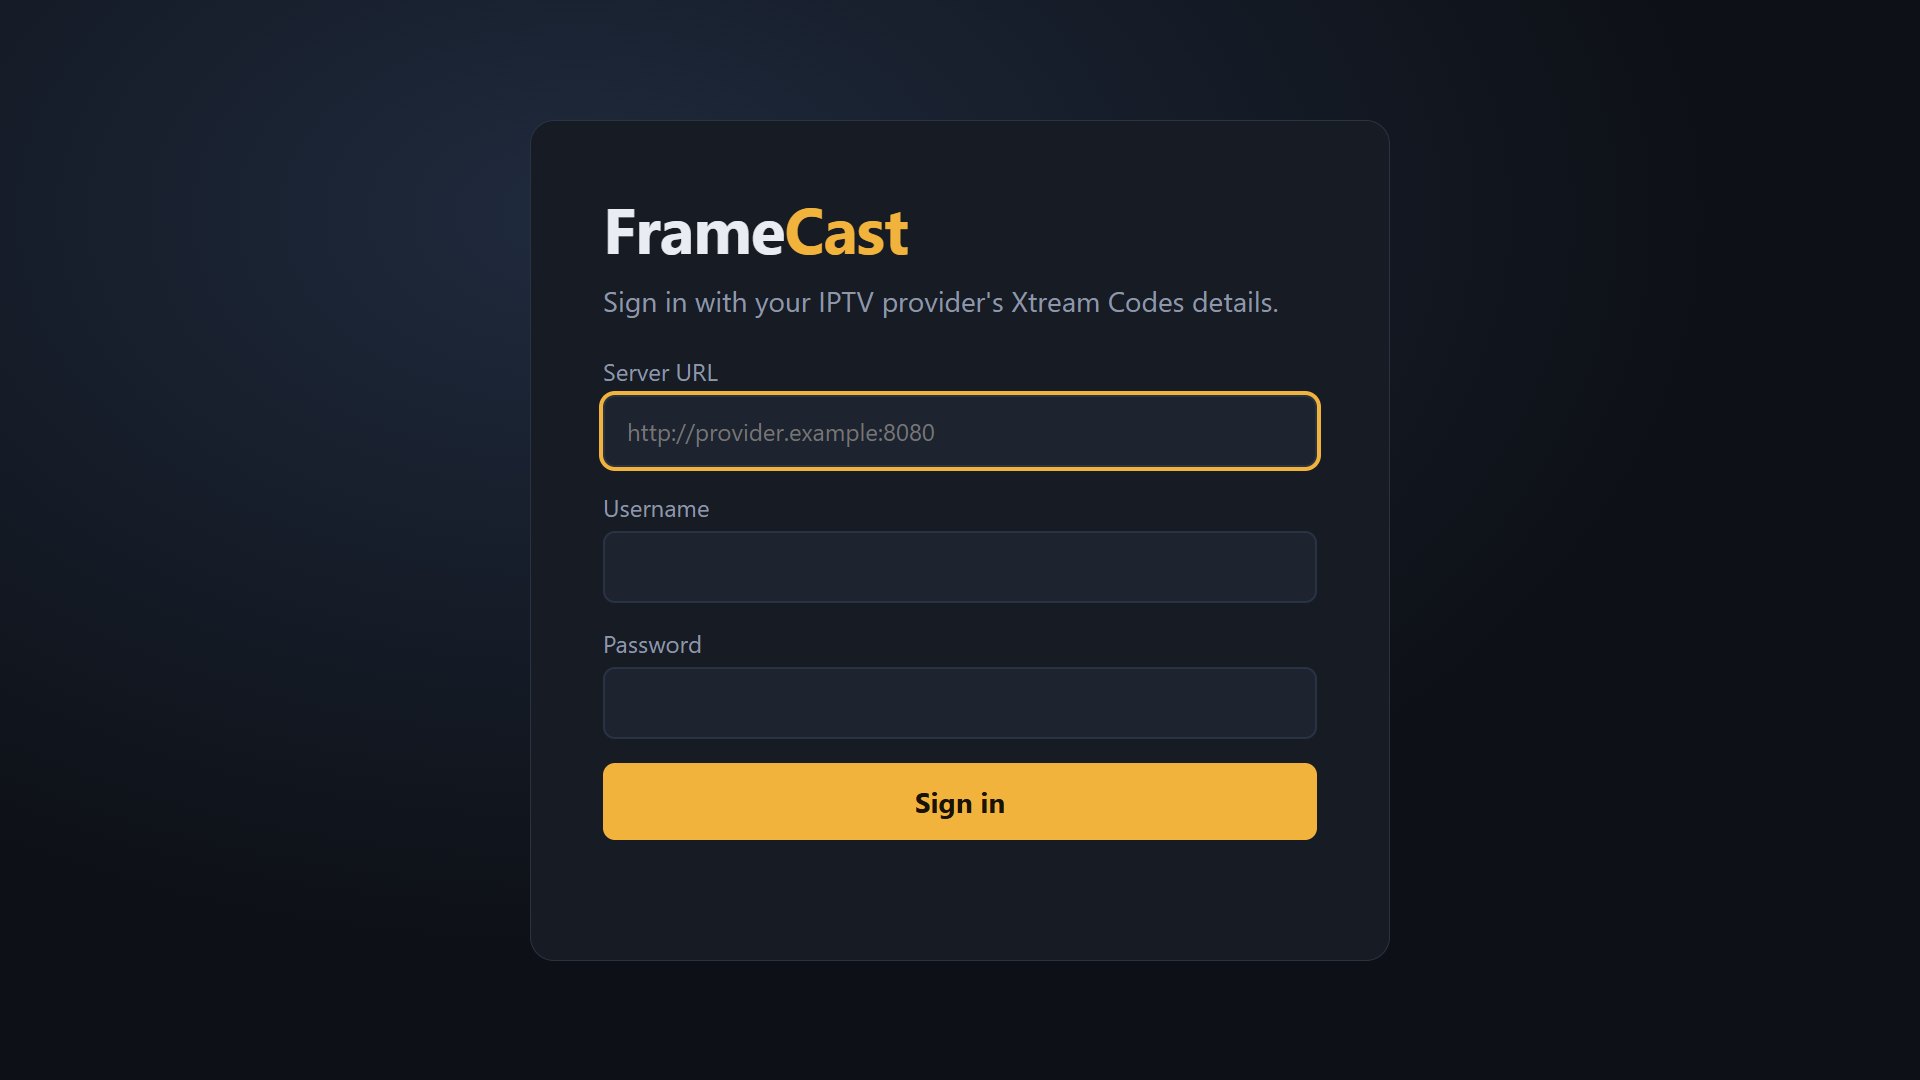 FrameCast
Sign in with your IPTV provider's Xtream Codes details.
Server URL
http://provider.example:8080
Username
Password
Sign in